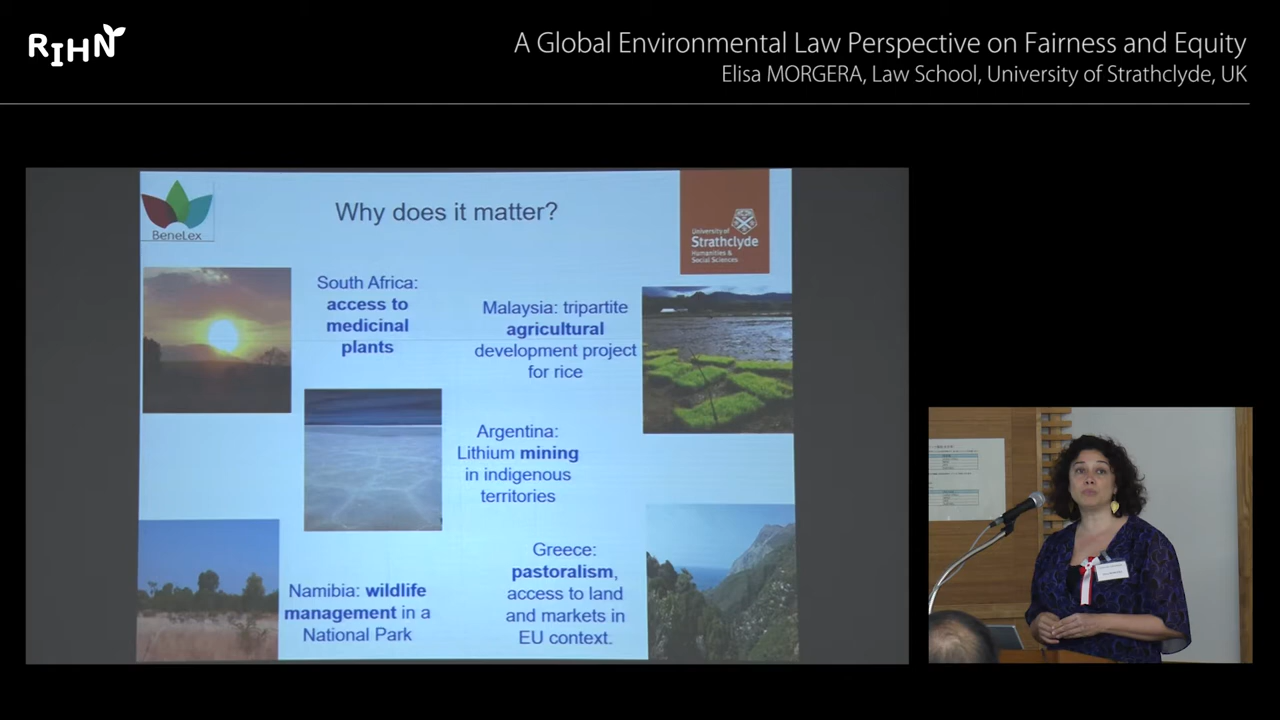 RIHN
A Global Environmental Law Perspective on Fairness and Equity
Elisa MORGERA, Law School, University of Strathclyde, UK
BeneLex
Why does it matter?
University of
Strathclyde
Humanities &
Social Sciences
South Africa:
access to
medicinal
plants
Malaysia: tripartite
agricultural
development project
for rice
Argentina:
Lithium mining
in indigenous
territories
Namibia: wildlife
management in a
National Park
Greece:
pastoralism,
access to land
and markets in
EU context.